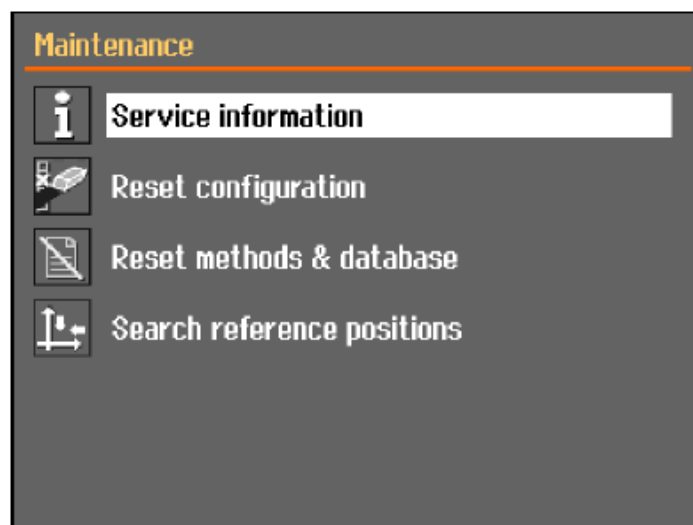 Maintenance
Service information
Reset configuration
Reset methods & database
Search reference positions